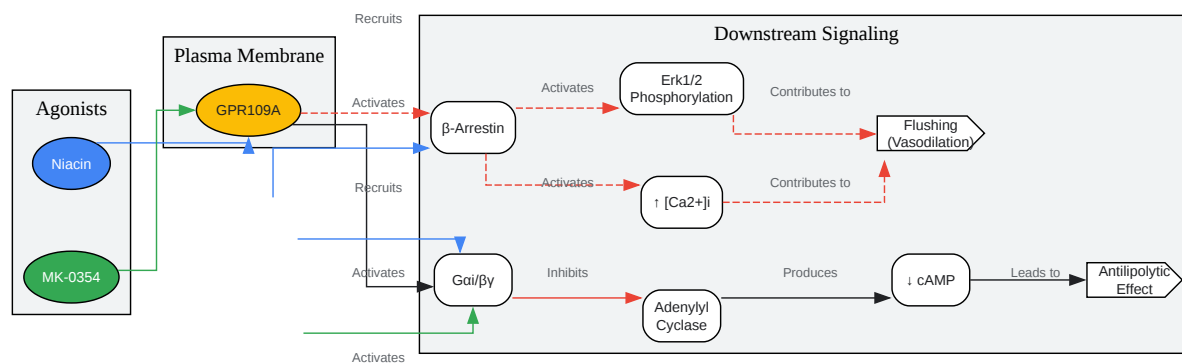 Recruits
Downstream Signaling
Plasma Membrane
Erk1/2
Phosphorylation
Activates
Contributes to
Agonists
GPR109A
Activates
β-Arrestin
Flushing
(Vasodilation)
Niacin
Activates
Contributes to
Recruits
↑ [Ca2+]i
MK-0354
Activates
Gαi/βγ
Inhibits
Produces
↓ cAMP
Leads to
Antilipolytic
Effect
Adenylyl
Cyclase
Activates